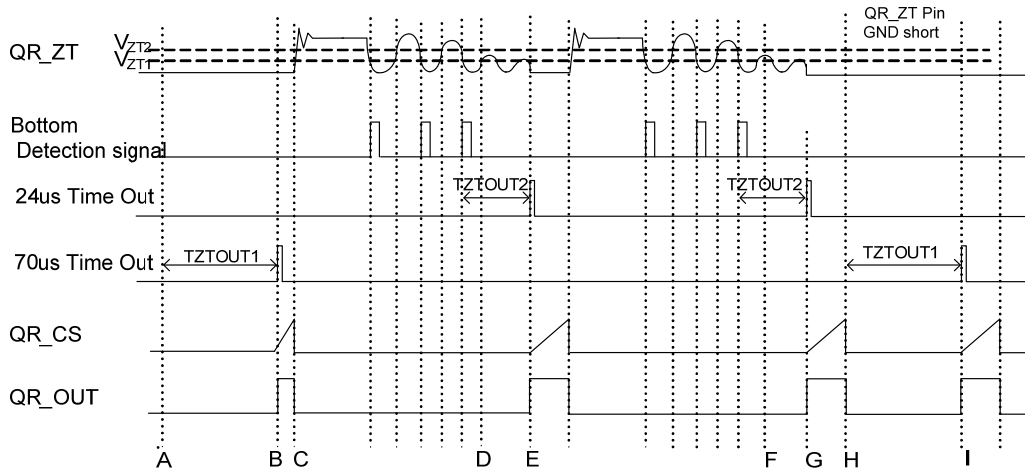 QR_ZT Pin
GND short
VZT2
QR_ZT
VZT1
Bottom
Detection signal
24us Time Out
TZTOUT2
TZTOUT2
70us Time Out
TZTOUT1
TZTOUT1
QR_CS
QR_OUT
A B C D E F G H I